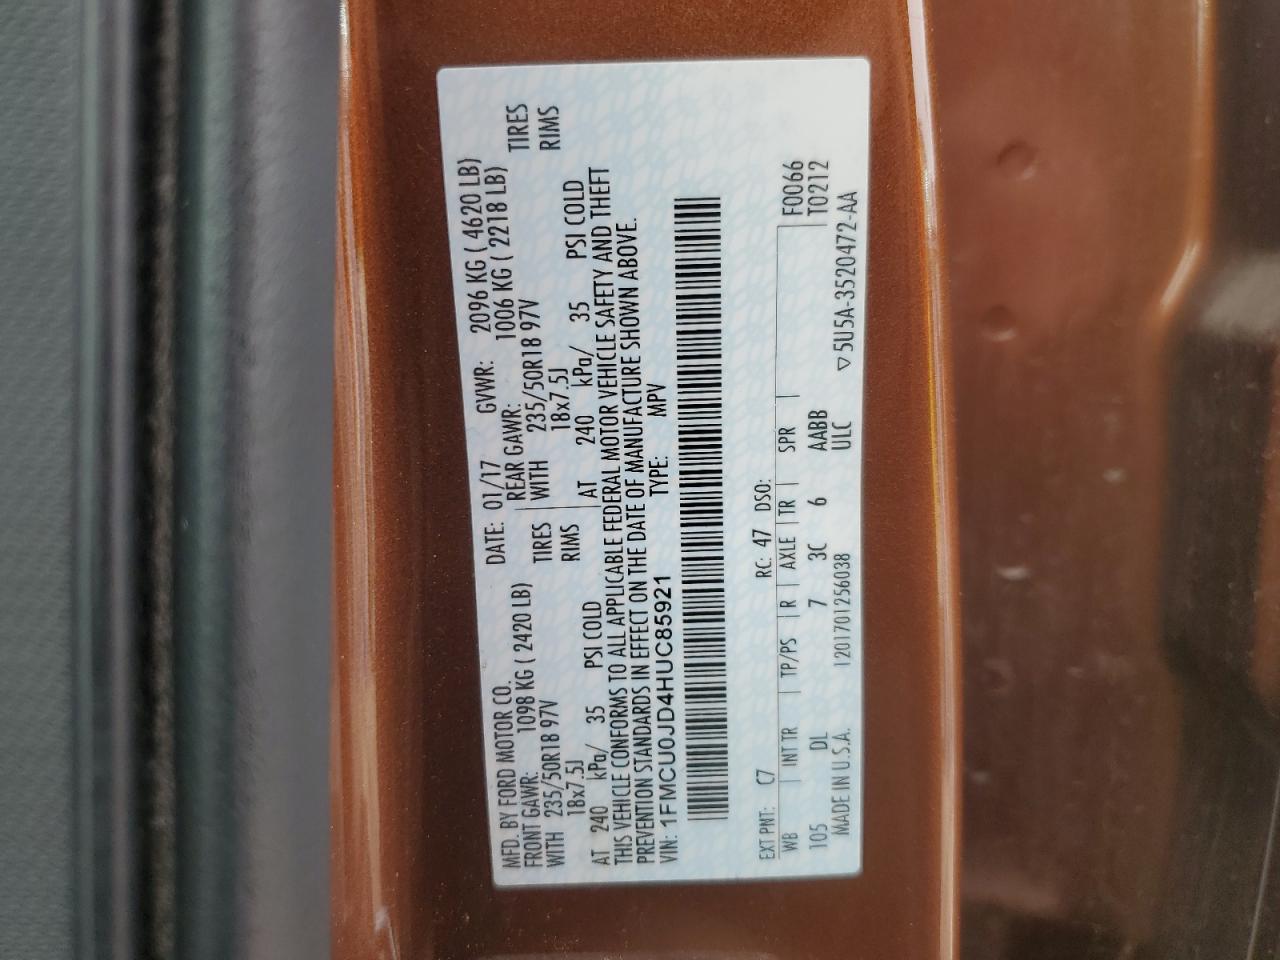 MFD. BY FORD MOTOR CO. DATE: 01/17 GVWR: 2096 KG ( 4620 LB)
FRONT GAWR: 1098 KG ( 2420 LB) REAR GAWR: 1006 KG ( 2218 LB)
WITH 235/50R18 97V TIRES WITH 235/50R18 97V TIRES
18x7.5J RIMS 18x7.5J RIMS
AT 240 kPa/ 35 PSI COLD AT 240 kPa/ 35 PSI COLD
THIS VEHICLE CONFORMS TO ALL APPLICABLE FEDERAL MOTOR VEHICLE SAFETY AND THEFT
PREVENTION STANDARDS IN EFFECT ON THE DATE OF MANUFACTURE SHOWN ABOVE.
VIN: 1FMCU0JD4HUC85921 TYPE: MPV
EXT PNT: C7 RC: 47 DSO:
WB INT TR TP/PS R AXLE TR SPR F0066
105 DL 7 3C 6 AABB T0212
MADE IN U.S.A. 1201701256038 ULC ▽ 5U5A-3520472-AA